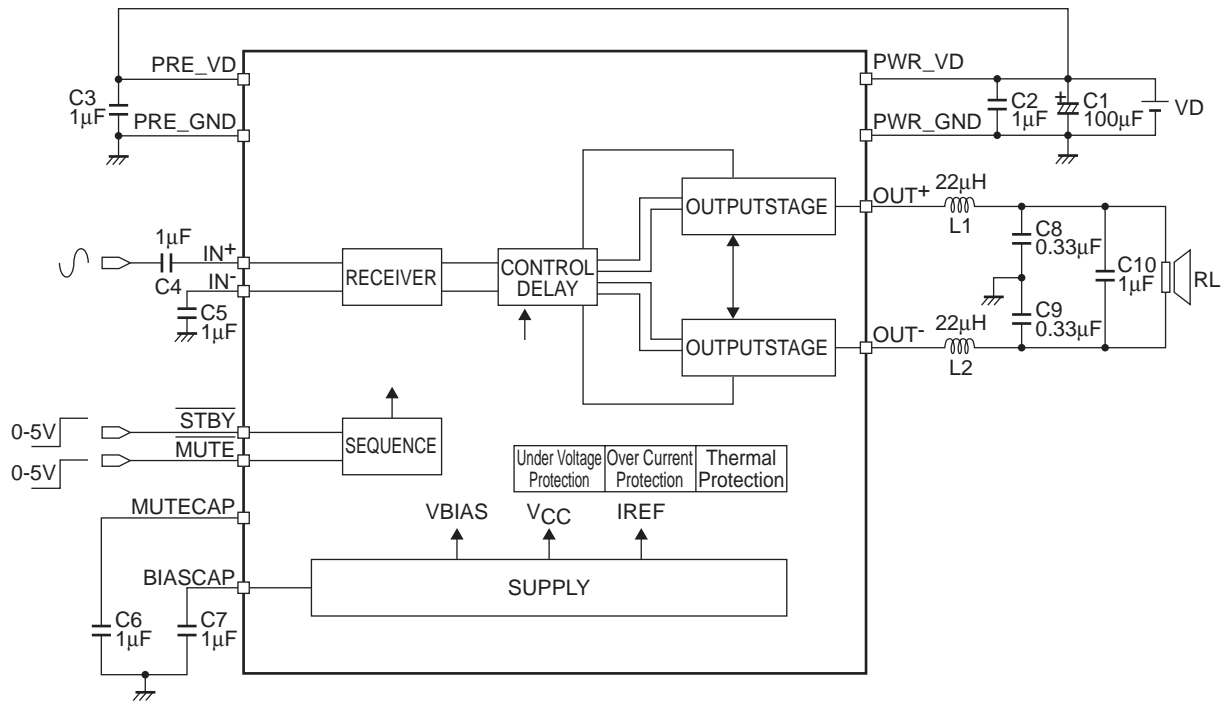 PRE_VD
PWR_VD
C3
1μF
C2
1μF
+
C1
100μF
VD
PRE_GND
PWR_GND
OUTPUTSTAGE
OUT+
22μH
L1
1μF
IN+
C4
IN-
C5
1μF
RECEIVER
CONTROL
DELAY
C8
0.33μF
C10
1μF
RL
C9
0.33μF
OUTPUTSTAGE
OUT-
22μH
L2
0-5V
STBY
MUTE
0-5V
SEQUENCE
Under Voltage
Protection
Over Current
Protection
Thermal
Protection
MUTECAP
VBIAS
VCC
IREF
BIASCAP
SUPPLY
C6
1μF
C7
1μF